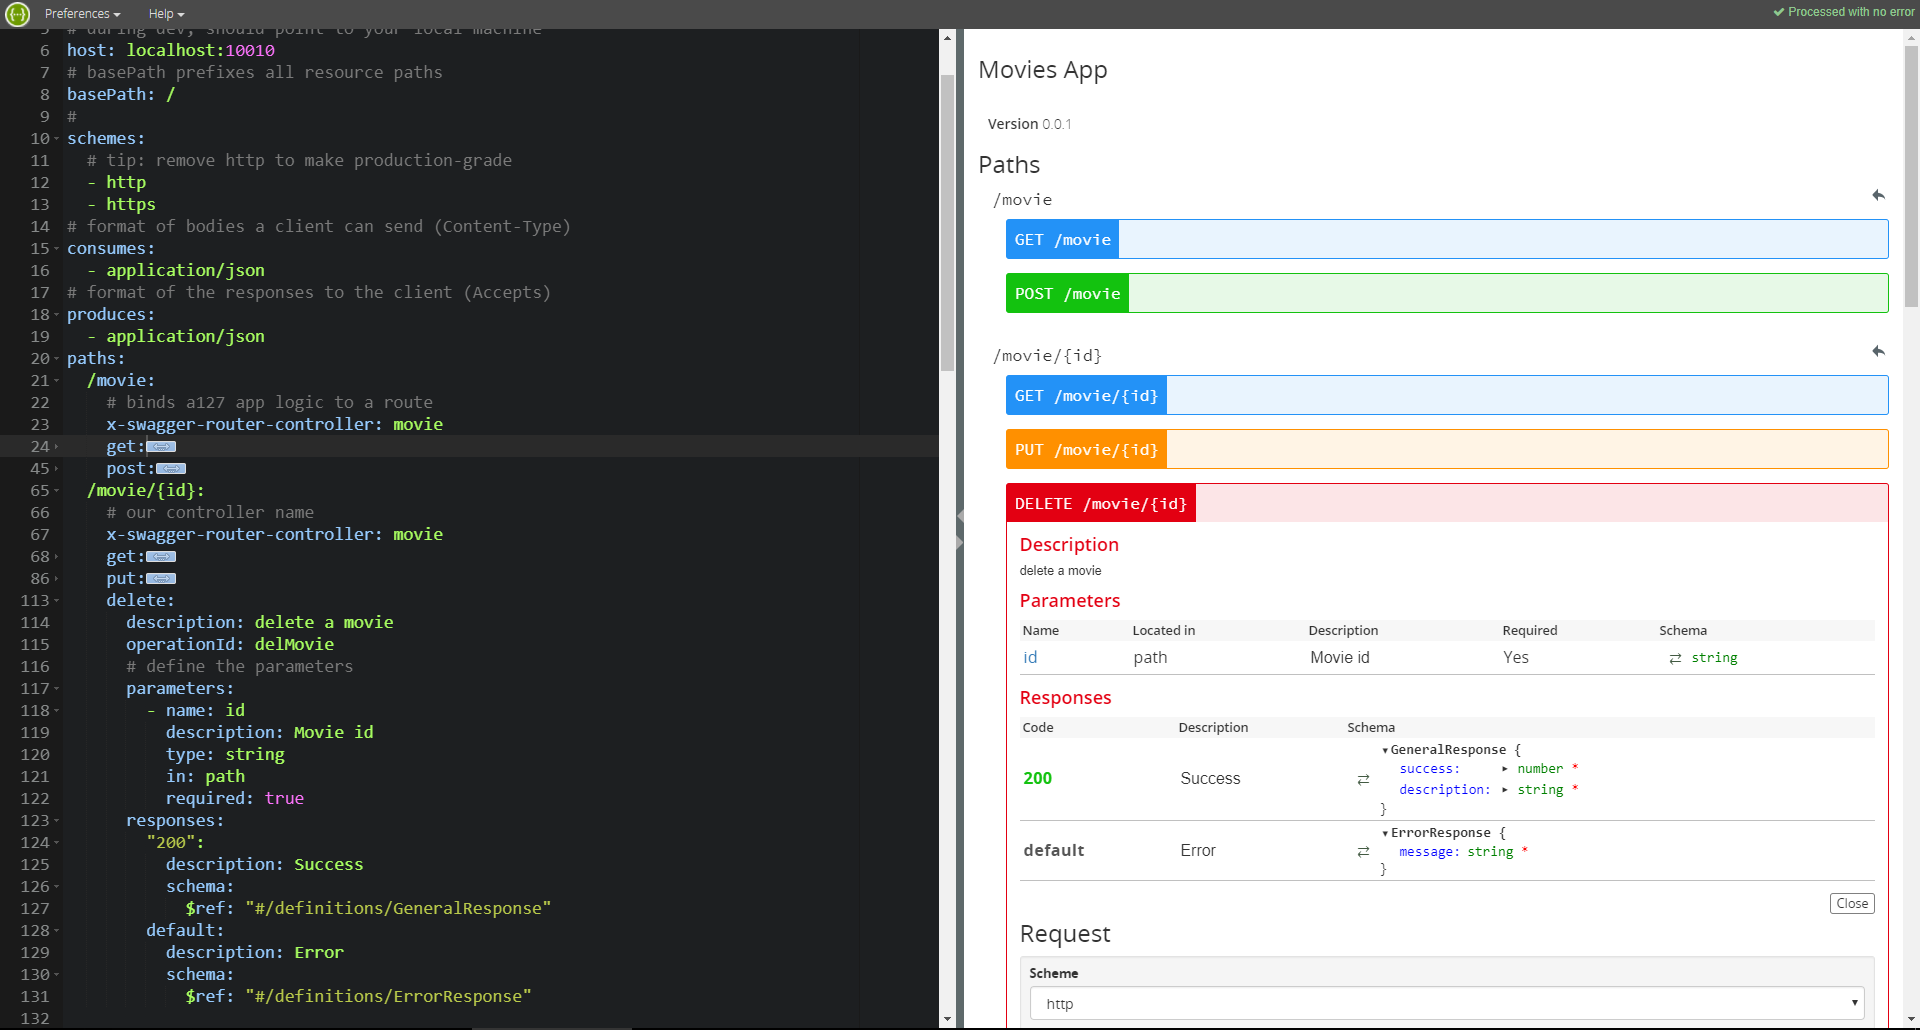 Preferences
Help
Processed with no error
5 # during dev, should point to your local machine
6 host: localhost:10010
7 # basePath prefixes all resource paths
8 basePath: /
9 #
10 schemes:
11 # tip: remove http to make production-grade
12 - http
13 - https
14 # format of bodies a client can send (Content-Type)
15 consumes:
16 - application/json
17 # format of the responses to the client (Accepts)
18 produces:
19 - application/json
20 paths:
21 /movie:
22 # binds a127 app logic to a route
23 x-swagger-router-controller: movie
24 get:
45 post:
65 /movie/{id}:
66 # our controller name
67 x-swagger-router-controller: movie
68 get:
86 put:
113 delete:
114 description: delete a movie
115 operationId: delMovie
116 # define the parameters
117 parameters:
118 - name: id
119 description: Movie id
120 type: string
121 in: path
122 required: true
123 responses:
124 "200":
125 description: Success
126 schema:
127 $ref: "#/definitions/GeneralResponse"
128 default:
129 description: Error
130 schema:
131 $ref: "#/definitions/ErrorResponse"
132
Movies App
Version 0.0.1
Paths
/movie
GET /movie
POST /movie
/movie/{id}
GET /movie/{id}
PUT /movie/{id}
DELETE /movie/{id}
Description
delete a movie
Parameters
Name Located in Description Required Schema
id path Movie id Yes ⇄ string
Responses
Code Description Schema
200 Success ⇄ ▾GeneralResponse {
success: ▸ number *
description: ▸ string *
}
default Error ⇄ ▾ErrorResponse {
message: string *
}
Close
Request
Scheme
http